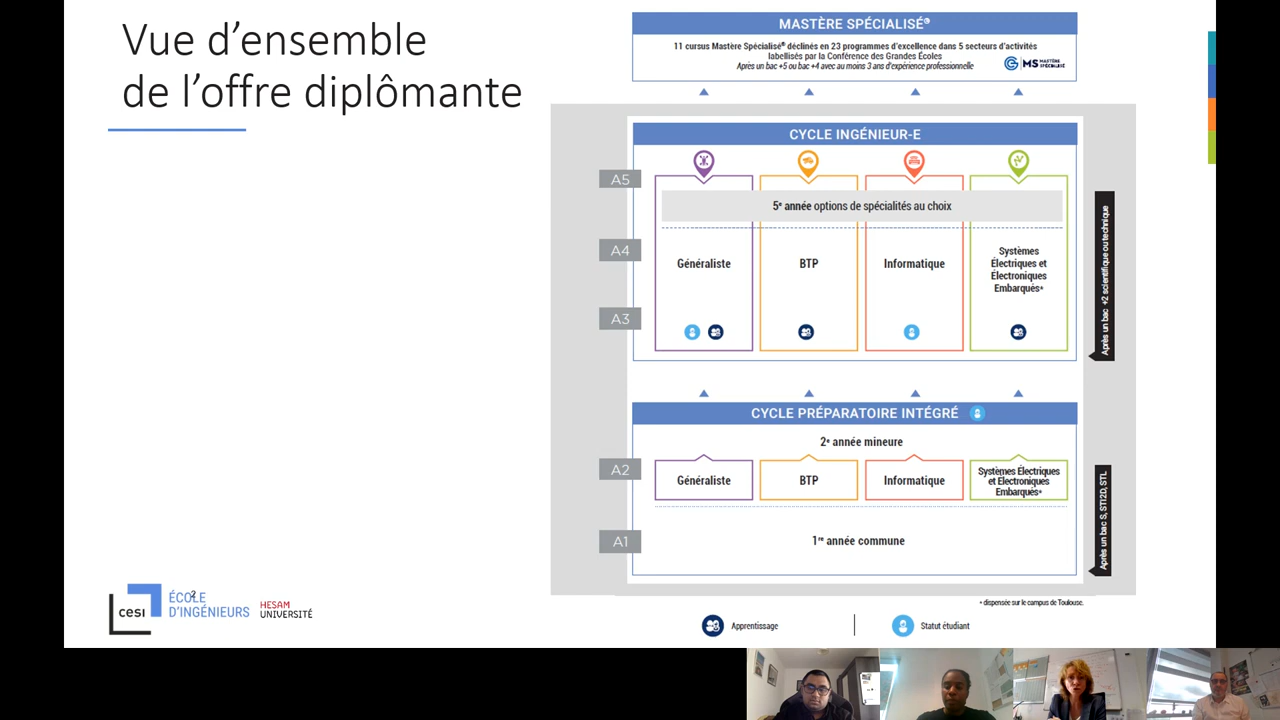 Vue d’ensemble
de l’offre diplômante
MASTÈRE SPÉCIALISÉ®
11 cursus Mastère Spécialisé® déclinés en 23 programmes d'excellence dans 5 secteurs d'activités
labellisés par la Conférence des Grandes Écoles
Après un bac +5 ou bac +4 avec au moins 3 ans d'expérience professionnelle
MS MASTÈRE
SPÉCIALISÉ
CYCLE INGÉNIEUR-E
A5
5e année options de spécialités au choix
A4
Généraliste
BTP
Informatique
Systèmes
Électriques et
Électroniques
Embarqués*
A3
Après un bac +2 scientifique ou technique
CYCLE PRÉPARATOIRE INTÉGRÉ
2e année mineure
A2
Généraliste
BTP
Informatique
Systèmes Électriques
et Électroniques
Embarqués*
A1
1re année commune
Après un bac S, STI2D, STL
* dispensée sur le campus de Toulouse.
Apprentissage
Statut étudiant
cesi
ÉCOLE
D'INGÉNIEURS
2
HESAM
UNIVERSITÉ